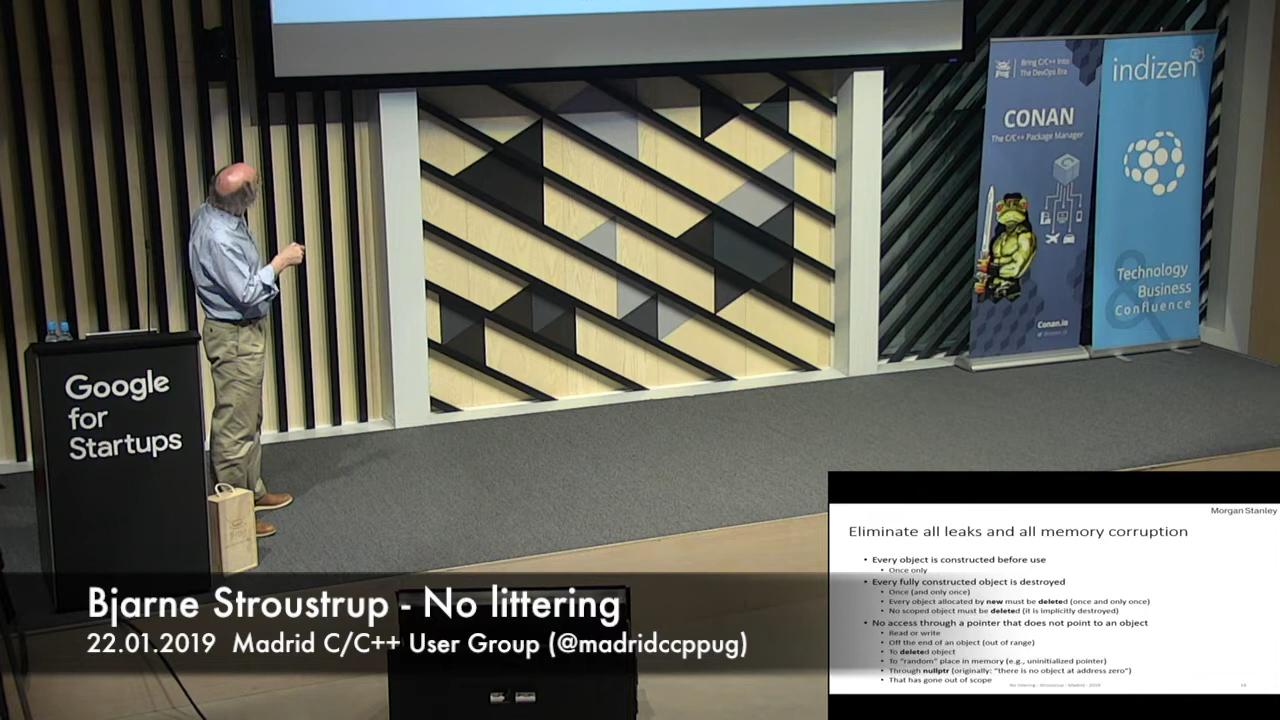 Bring C/C++ Into
The DevOps Era
CONAN
The C/C++ Package Manager
Conan.io
indizen
Technology
Business
Confluence
Google
for
Startups
Morgan Stanley
Eliminate all leaks and all memory corruption
• Every object is constructed before use
• Once only
• Every fully constructed object is destroyed
• Once (and only once)
• Every object allocated by new must be deleted (once and only once)
• No scoped object must be deleted (it is implicitly destroyed)
• No access through a pointer that does not point to an object
• Read or write
• Off the end of an object (out of range)
• To deleted object
• To "random" place in memory (e.g., uninitialized pointer)
• Through nullptr (originally: "there is no object at address zero")
• That has gone out of scope
No littering - Stroustrup - Madrid - 2019
Bjarne Stroustrup - No littering
22.01.2019 Madrid C/C++ User Group (@madridccppug)